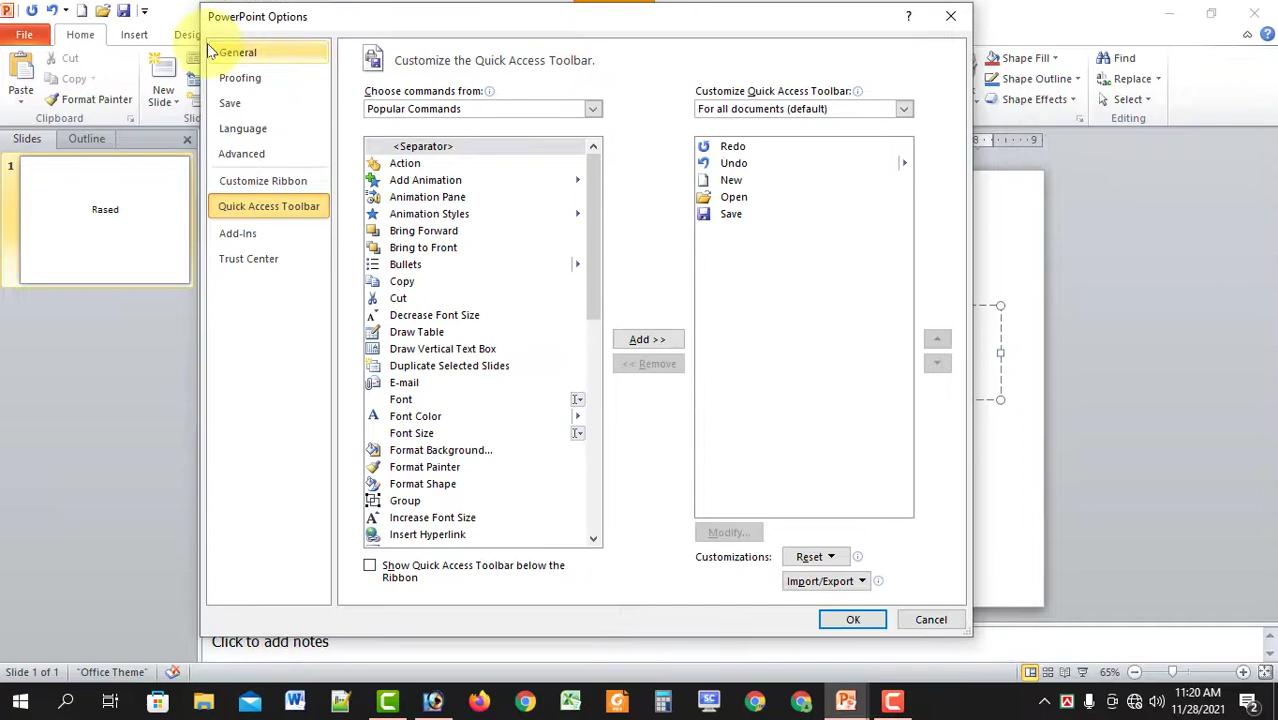 PowerPoint Options
File
Home
Insert
Desig
Paste
Cut
Copy
Format Painter
Clipboard
New
Slide
Shape Fill
Shape Outline
Shape Effects
Find
Replace
Select
Editing
Slides
Outline
1
Rased
General
Proofing
Save
Language
Advanced
Customize Ribbon
Quick Access Toolbar
Add-Ins
Trust Center
Customize the Quick Access Toolbar.
Choose commands from:
Popular Commands
<Separator>
Action
Add Animation
Animation Pane
Animation Styles
Bring Forward
Bring to Front
Bullets
Copy
Cut
Decrease Font Size
Draw Table
Draw Vertical Text Box
Duplicate Selected Slides
E-mail
Font
Font Color
Font Size
Format Background...
Format Painter
Format Shape
Group
Increase Font Size
Insert Hyperlink
Show Quick Access Toolbar below the
Ribbon
Add >>
<< Remove
Customize Quick Access Toolbar:
For all documents (default)
Redo
Undo
New
Open
Save
Modify...
Customizations:
Reset
Import/Export
OK
Cancel
8 9
Click to add notes
Slide 1 of 1
"Office Theme"
65%
11:20 AM
11/28/2021
2